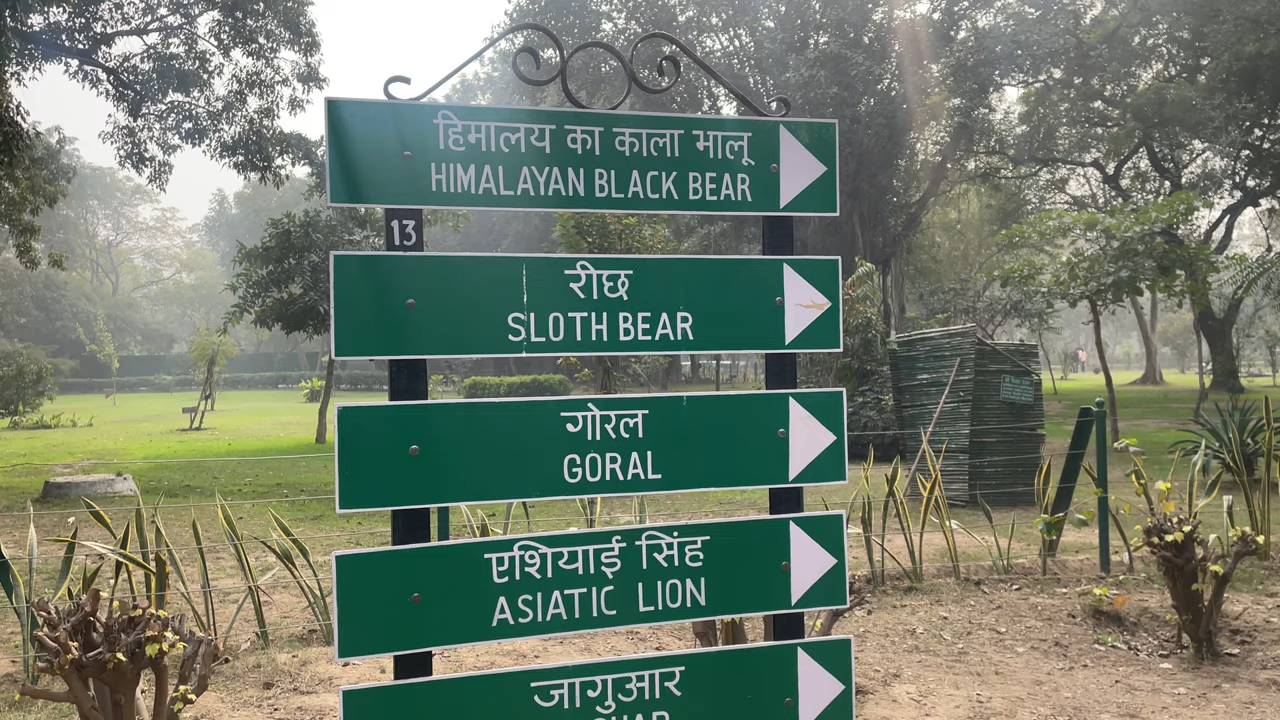 हिमालय का काला भालू
HIMALAYAN BLACK BEAR
13
रीछ
SLOTH BEAR
गोरल
GORAL
एशियाई सिंह
ASIATIC LION
जागुआर